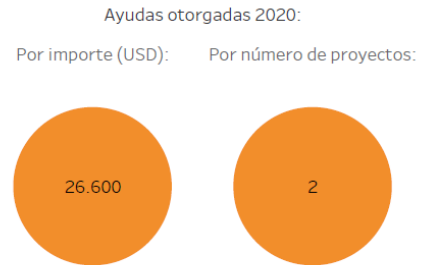 Ayudas otorgadas 2020:
Por importe (USD):
Por número de proyectos:
26.600
2